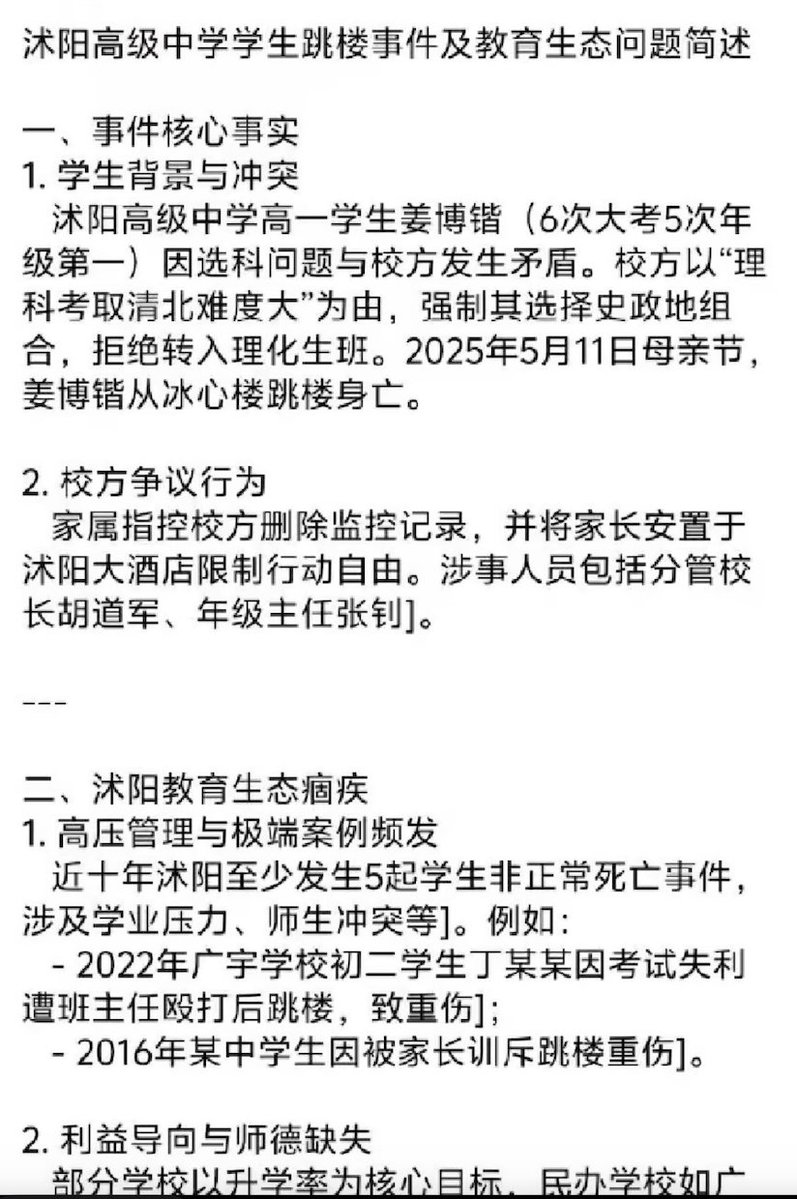 沭阳高级中学学生跳楼事件及教育生态问题简述
一、事件核心事实
1. 学生背景与冲突
沭阳高级中学高一学生姜博锴（6次大考5次年
级第一）因选科问题与校方发生矛盾。校方以“理
科考取清北难度大”为由，强制其选择史政地组
合，拒绝转入理化生班。2025年5月11日母亲节，
姜博锴从冰心楼跳楼身亡。
2. 校方争议行为
家属指控校方删除监控记录，并将家长安置于
沭阳大酒店限制行动自由。涉事人员包括分管校
长胡道军、年级主任张钊]。
---
二、沭阳教育生态痼疾
1. 高压管理与极端案例频发
近十年沭阳至少发生5起学生非正常死亡事件，
涉及学业压力、师生冲突等]。例如：
- 2022年广宇学校初二学生丁某某因考试失利
遭班主任殴打后跳楼，致重伤]；
- 2016年某中学生因被家长训斥跳楼重伤]。
2. 利益导向与师德缺失
部分学校以升学率为核心目标，民办学校如广